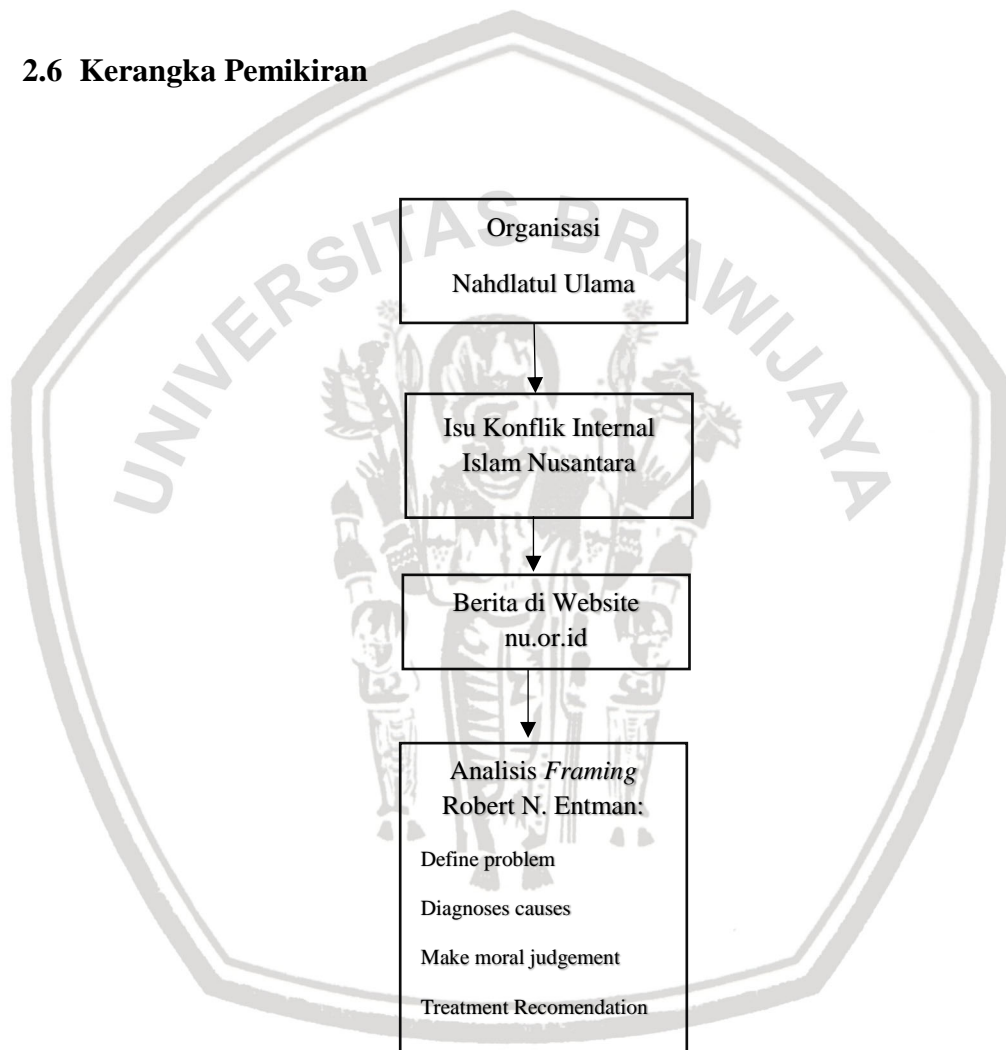 2.6 Kerangka Pemikiran
UNIVERSITAS BRAWIJAYA
Organisasi
Nahdlatul Ulama
Isu Konflik Internal
Islam Nusantara
Berita di Website
nu.or.id
Analisis Framing
Robert N. Entman:
Define problem
Diagnoses causes
Make moral judgement
Treatment Recomendation